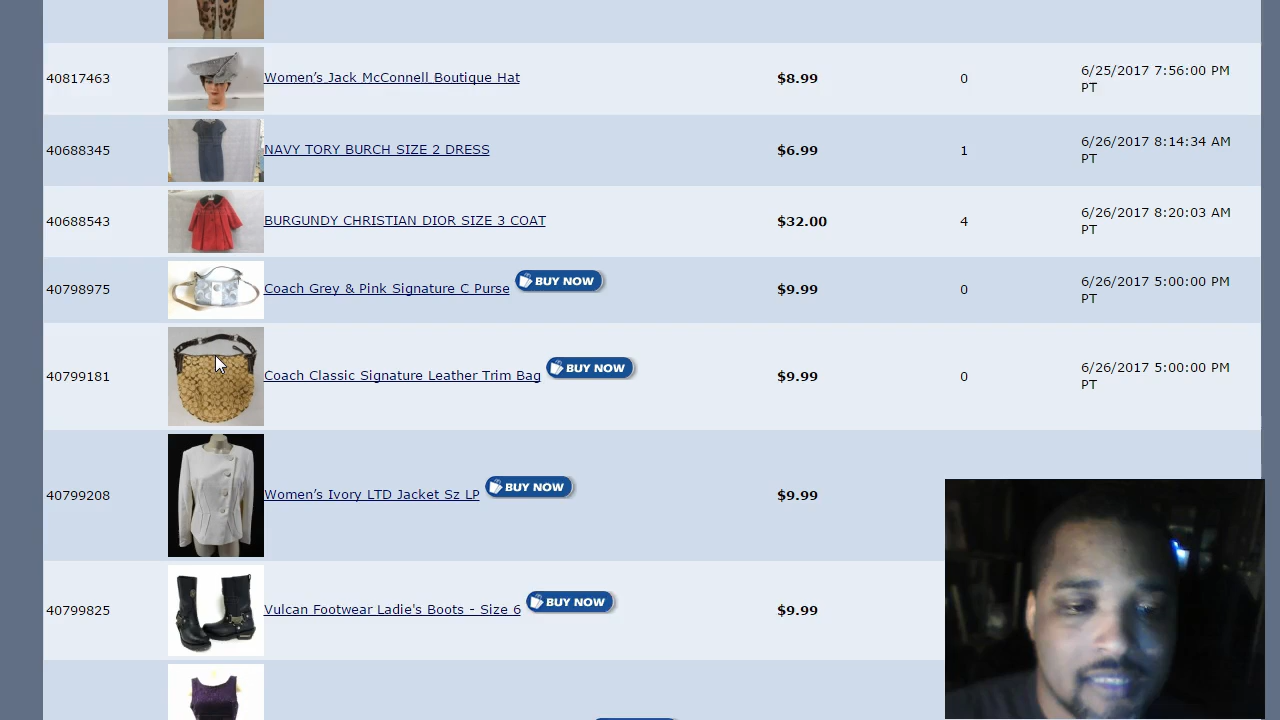 40817463 Women's Jack McConnell Boutique Hat $8.99 0 6/25/2017 7:56:00 PM
PT
40688345 NAVY TORY BURCH SIZE 2 DRESS $6.99 1 6/26/2017 8:14:34 AM
PT
40688543 BURGUNDY CHRISTIAN DIOR SIZE 3 COAT $32.00 4 6/26/2017 8:20:03 AM
PT
40798975 Coach Grey & Pink Signature C Purse BUY NOW $9.99 0 6/26/2017 5:00:00 PM
PT
40799181 Coach Classic Signature Leather Trim Bag BUY NOW $9.99 0 6/26/2017 5:00:00 PM
PT
40799208 Women's Ivory LTD Jacket Sz LP BUY NOW $9.99
40799825 Vulcan Footwear Ladie's Boots - Size 6 BUY NOW $9.99